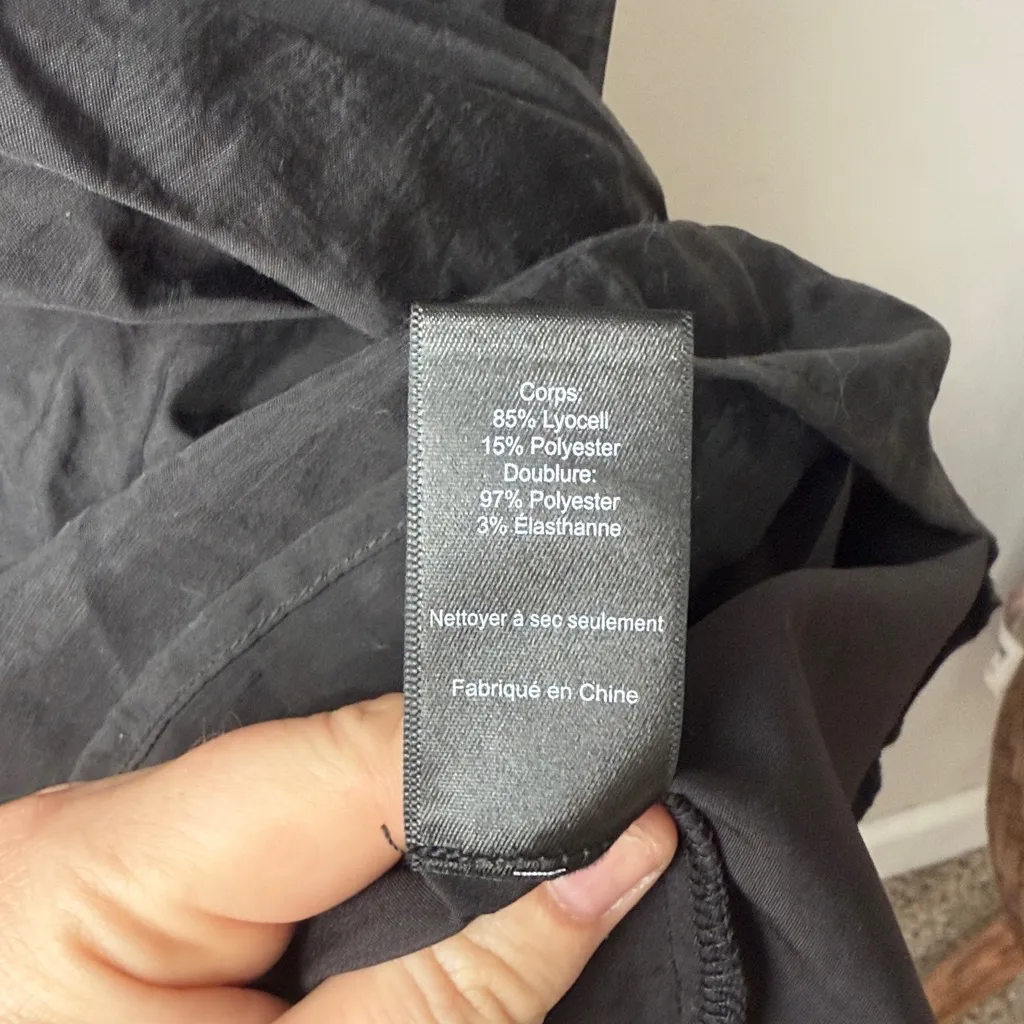 Corps:
85% Lyocell
15% Polyester
Doublure:
97% Polyester
3% Élasthanne
Nettoyer à sec seulement
Fabriqué en Chine